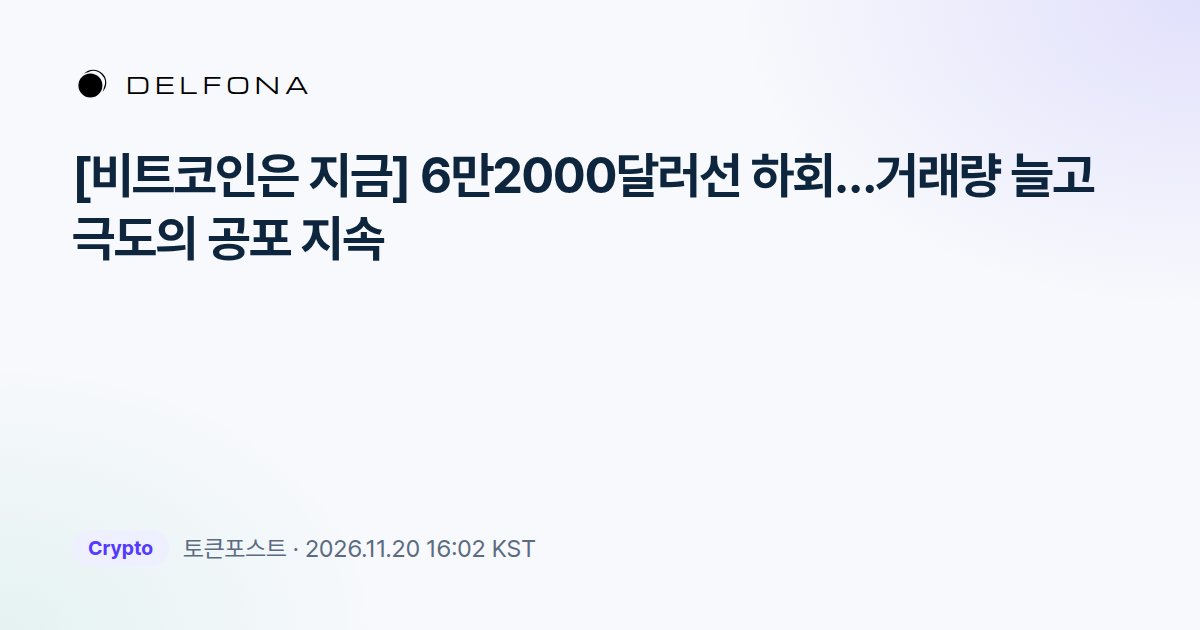 DELFONA
[비트코인은 지금] 6만2000달러선 하회…거래량 늘고
극도의 공포 지속
Crypto 토큰포스트 · 2026.11.20 16:02 KST